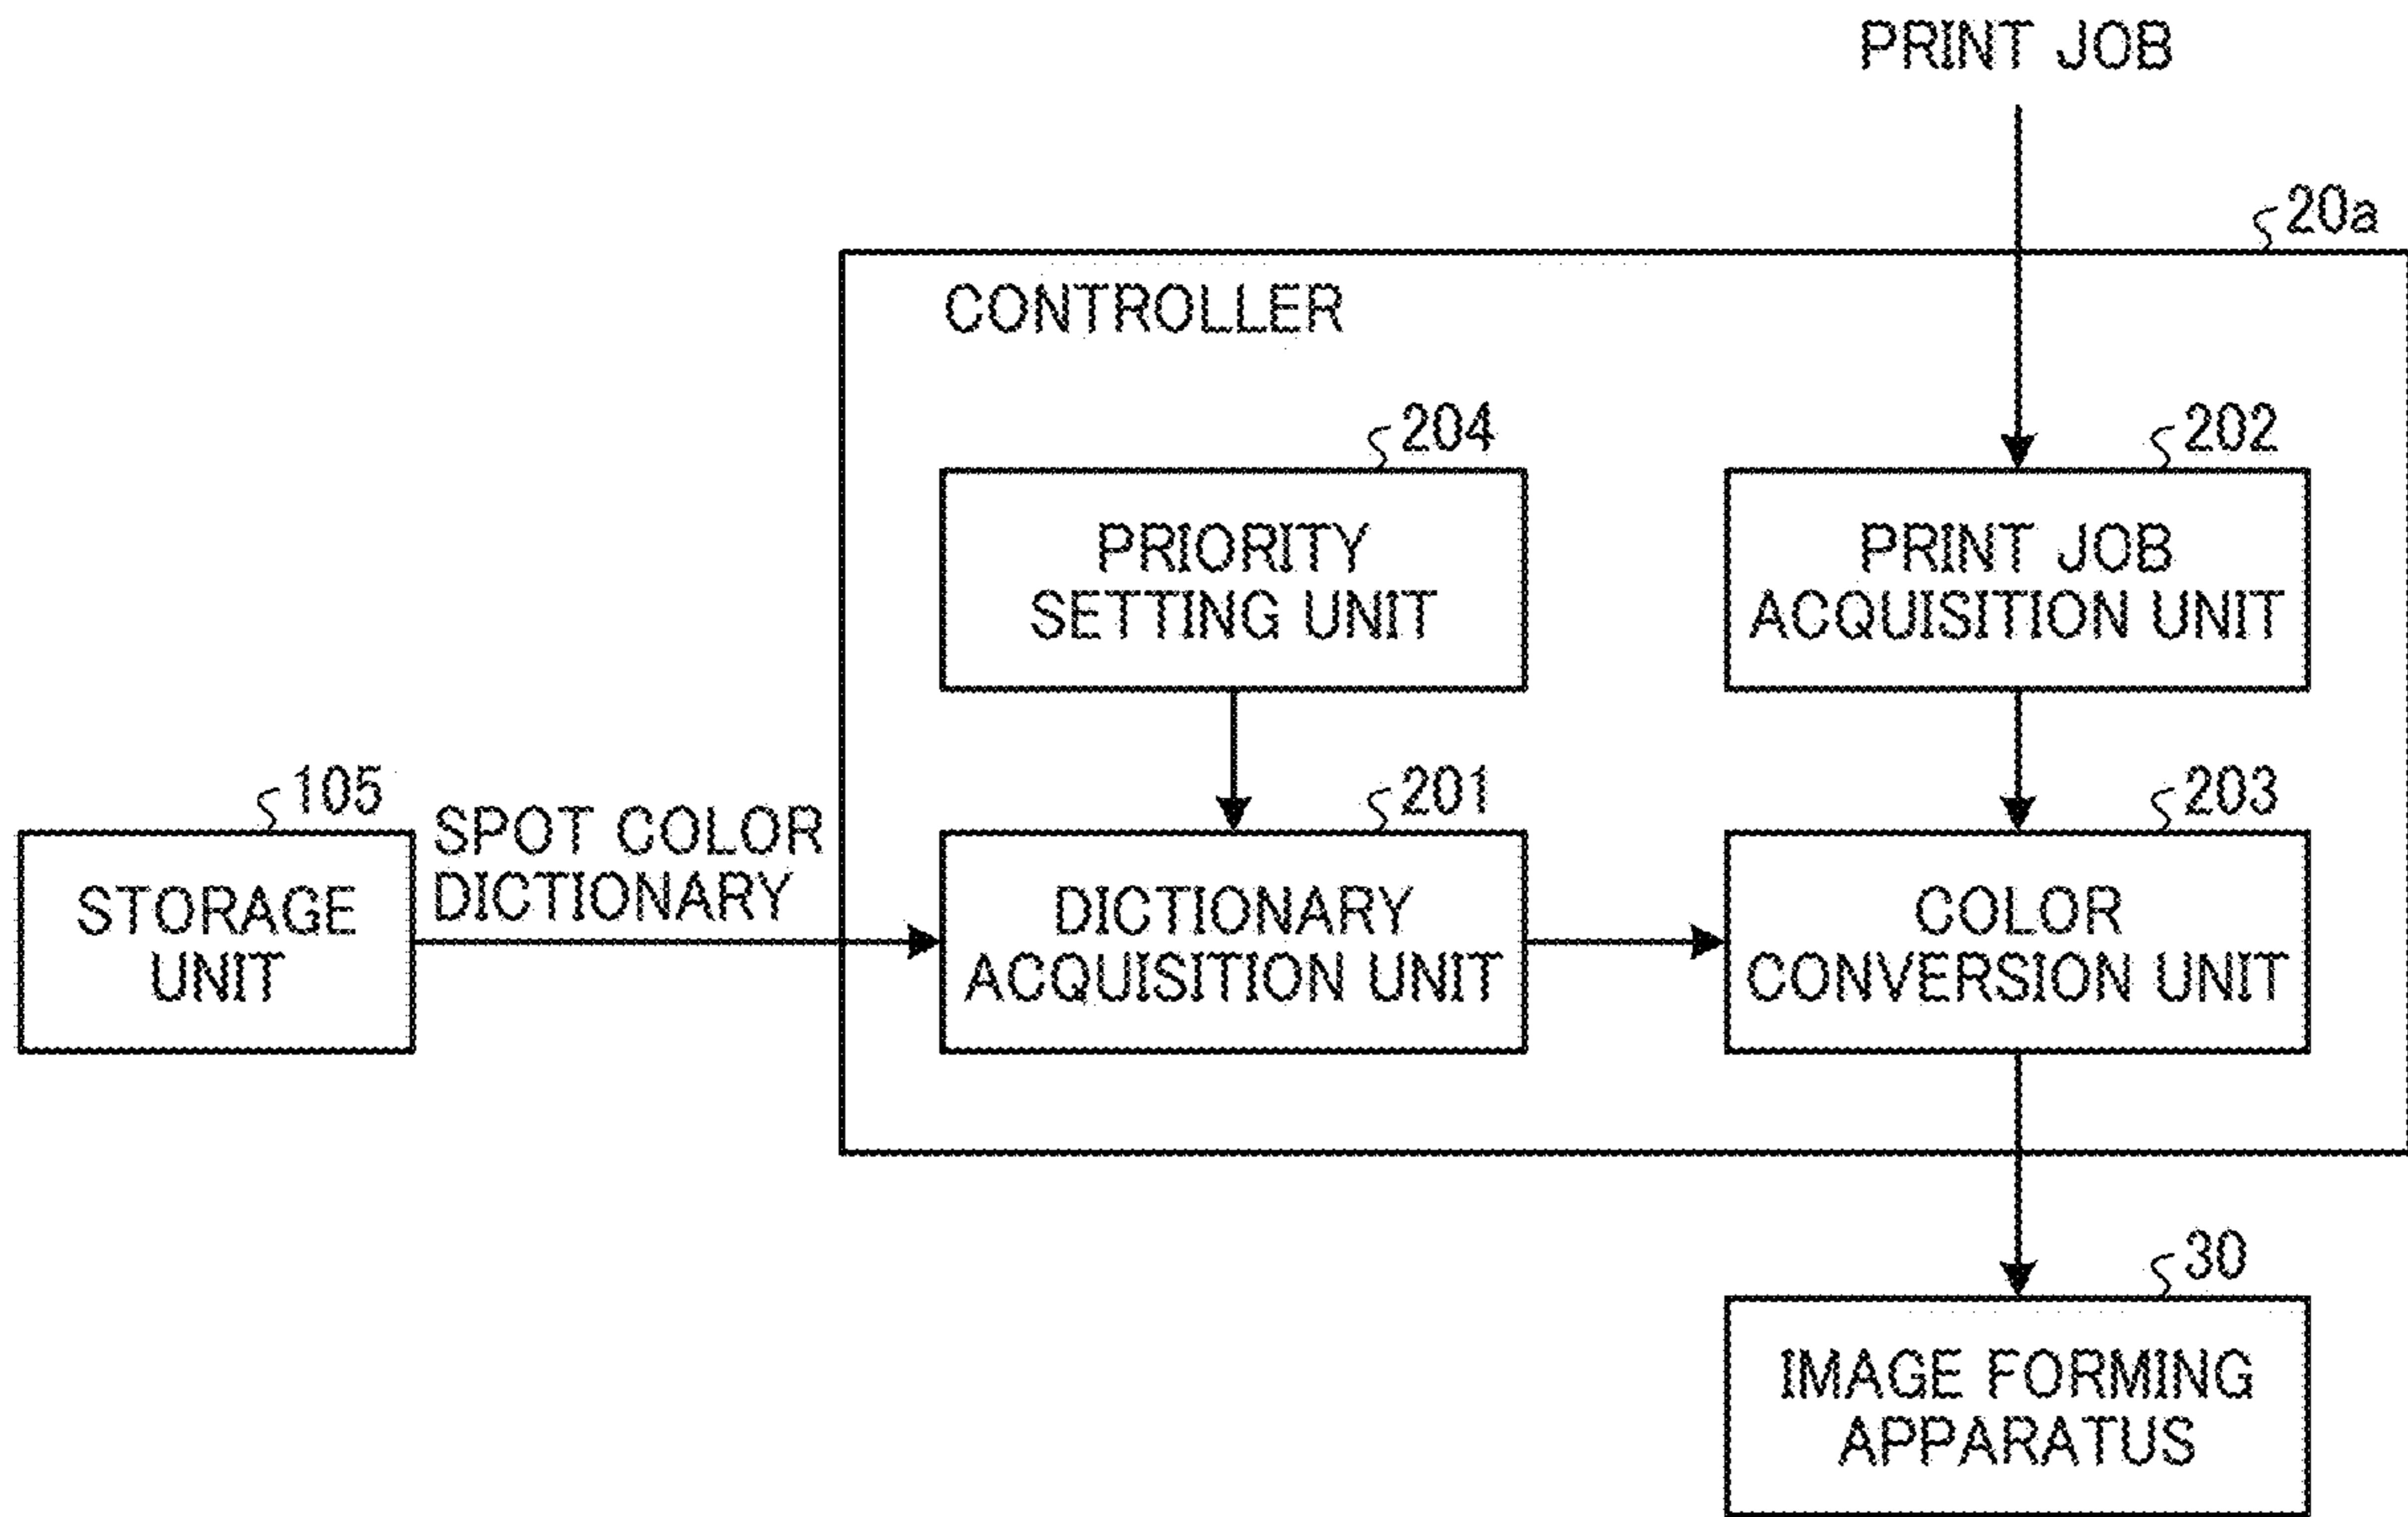 PRINT JOB
20a
CONTROLLER
204
202
PRIORITY
SETTING UNIT
PRINT JOB
ACQUISITION UNIT
105
SPOT COLOR
DICTIONARY
201
203
STORAGE
UNIT
DICTIONARY
ACQUISITION UNIT
COLOR
CONVERSION UNIT
30
IMAGE FORMING
APPARATUS